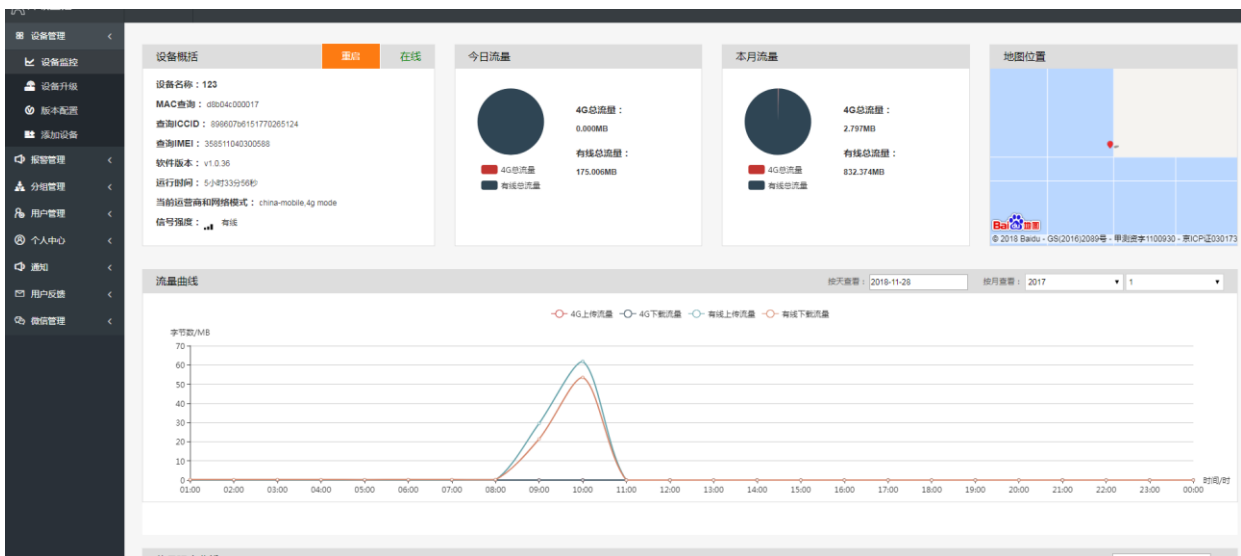 设备管理
设备监控
设备升级
版本配置
添加设备
报警管理
分组管理
用户管理
个人中心
通知
用户反馈
微信管理
设备概括
重启
在线
设备名称：123
MAC查询：d8b04c000017
查询ICCID：898607b6151770265124
查询IMEI：358511040300588
软件版本：v1.0.36
运行时间：5小时33分56秒
当前运营商和网络模式：china-mobile,4g mode
信号强度： 有线
今日流量
4G总流量
有线总流量
4G总流量：
0.000MB
有线总流量：
175.006MB
本月流量
4G总流量
有线总流量
4G总流量：
2.797MB
有线总流量：
832.374MB
地图位置
Bai 地图
© 2018 Baidu - GS(2016)2089号 - 甲测资字1100930 - 京ICP证030173
流量曲线
按天查看：2018-11-28
按月查看：2017 1
4G上传流量 4G下载流量 有线上传流量 有线下载流量
字节数/MB
70
60
50
40
30
20
10
0
01:00 02:00 03:00 04:00 05:00 06:00 07:00 08:00 09:00 10:00 11:00 12:00 13:00 14:00 15:00 16:00 17:00 18:00 19:00 20:00 21:00 22:00 23:00 00:00
时间/时